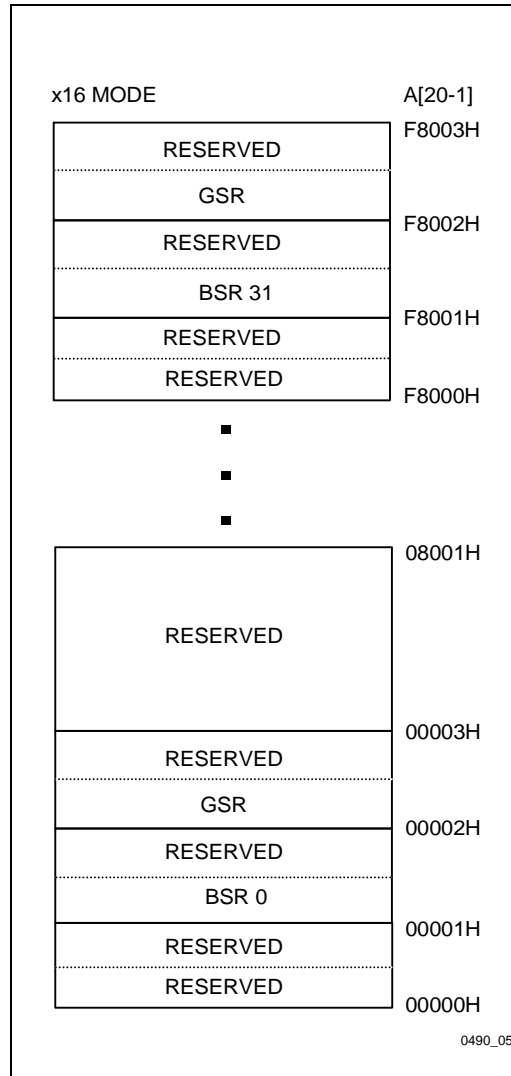 x16 MODE A[20-1]
F8003H
RESERVED
GSR
F8002H
RESERVED
BSR 31
F8001H
RESERVED
RESERVED
F8000H
08001H
RESERVED
00003H
RESERVED
GSR
00002H
RESERVED
BSR 0
00001H
RESERVED
RESERVED
00000H
0490_05